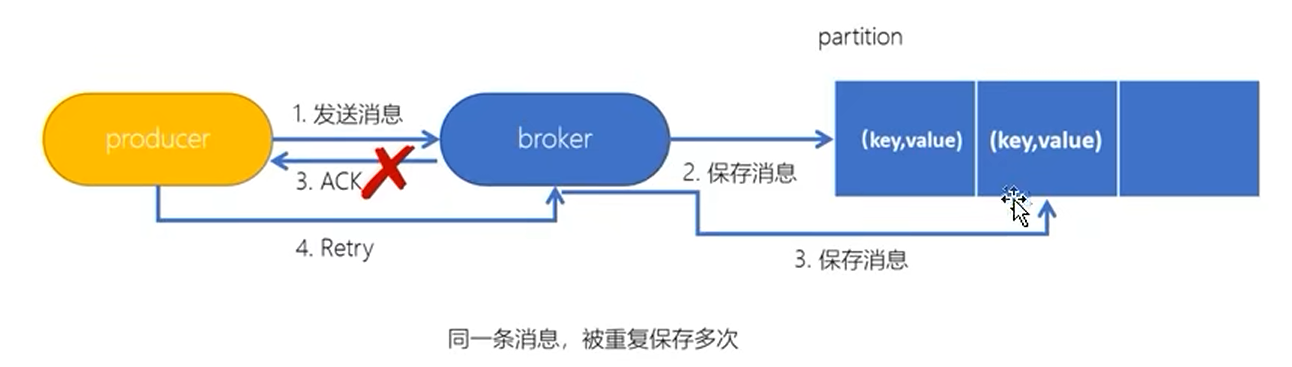 partition
producer
1. 发送消息
broker
(key,value)
(key,value)
3. ACK
2. 保存消息
4. Retry
3. 保存消息
同一条消息，被重复保存多次